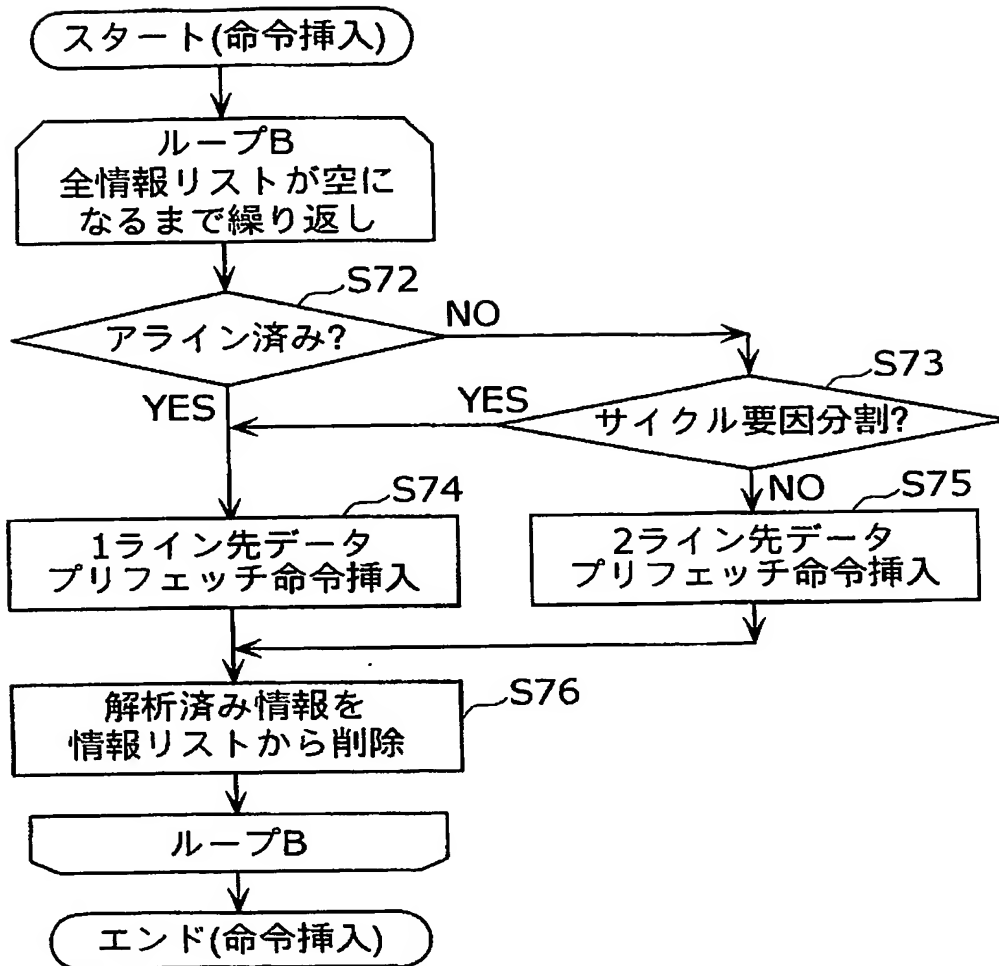 スタート(命令挿入)
ループB
全情報リストが空に
なるまで繰り返し
S72
アライン済み?
NO
YES
S73
サイクル要因分割?
YES
NO
S74
1ライン先データ
プリフェッチ命令挿入
S75
2ライン先データ
プリフェッチ命令挿入
S76
解析済み情報を
情報リストから削除
ループB
エンド(命令挿入)